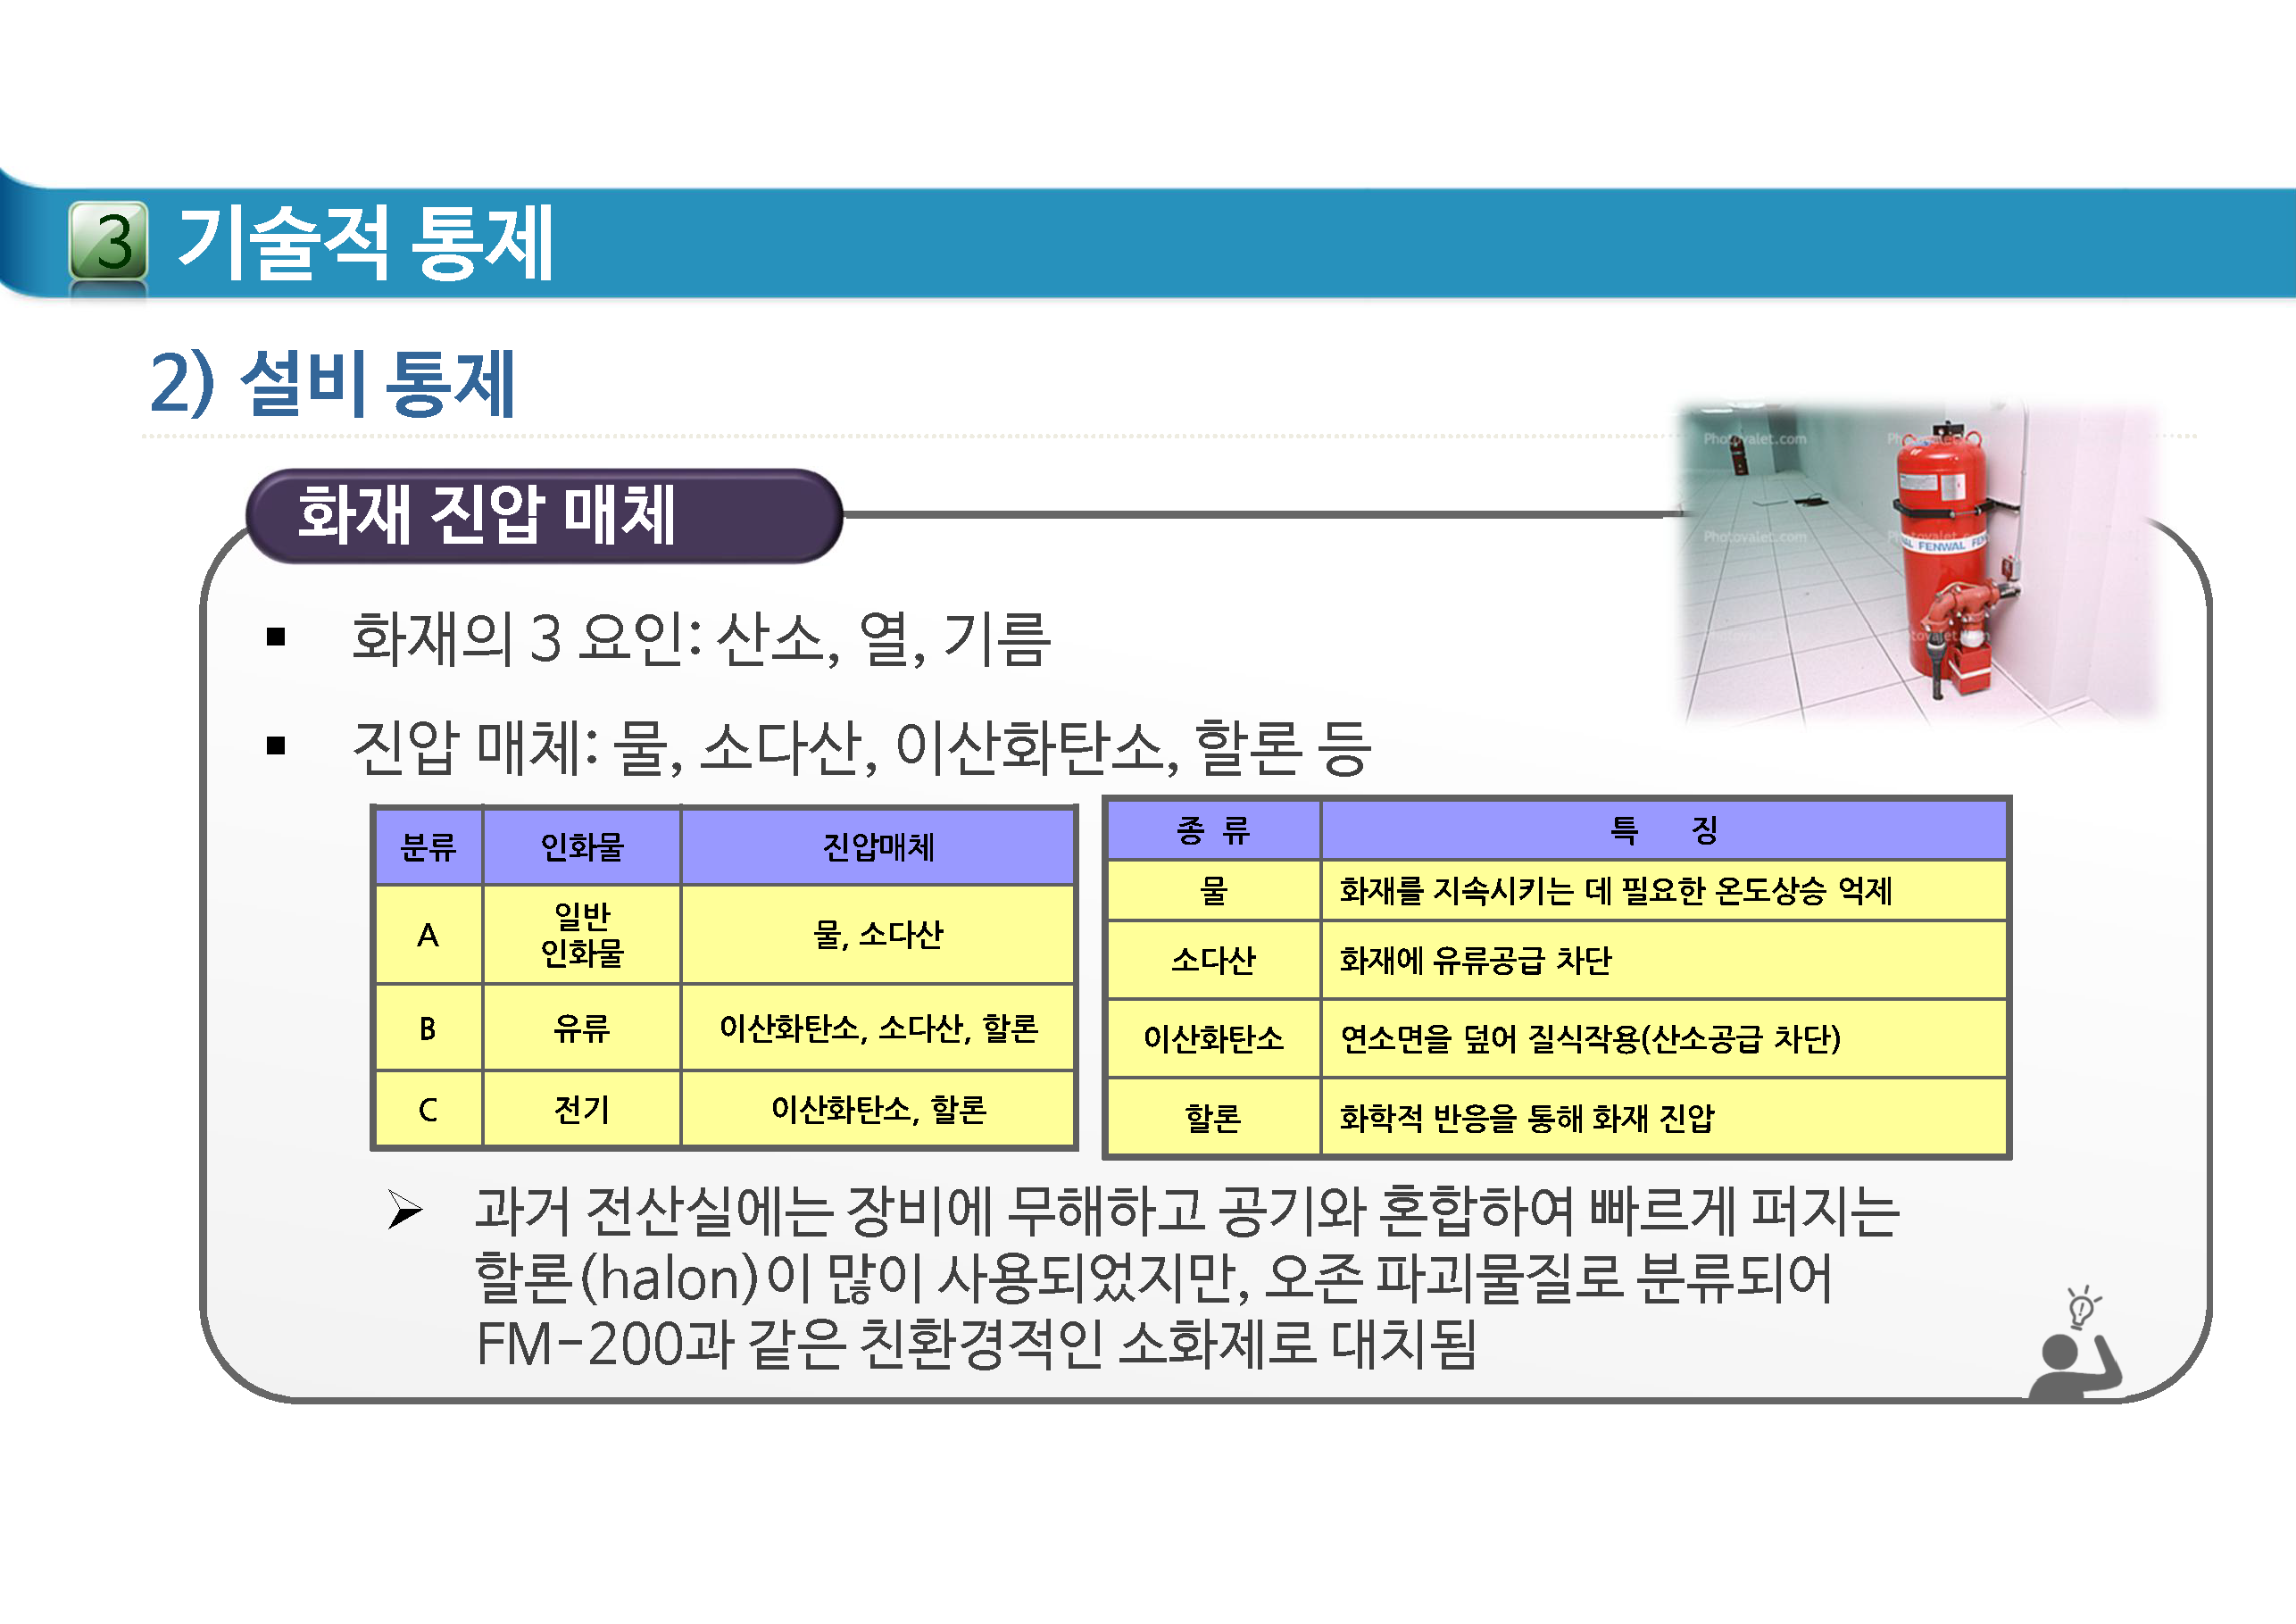 3 기술적 통제
2) 설비 통제
화재 진압 매체
Photovalet.com Photovalet.com
Photovalet.com Photovalet.com
FENWAL
Photovalet.com
▪ 화재의 3 요인: 산소, 열, 기름
▪ 진압 매체: 물, 소다산, 이산화탄소, 할론 등
분류 인화물 진압매체
A 일반 인화물 물, 소다산
B 유류 이산화탄소, 소다산, 할론
C 전기 이산화탄소, 할론
종 류 특 징
물 화재를 지속시키는 데 필요한 온도상승 억제
소다산 화재에 유류공급 차단
이산화탄소 연소면을 덮어 질식작용(산소공급 차단)
할론 화학적 반응을 통해 화재 진압
➢ 과거 전산실에는 장비에 무해하고 공기와 혼합하여 빠르게 퍼지는
할론(halon)이 많이 사용되었지만, 오존 파괴물질로 분류되어
FM-200과 같은 친환경적인 소화제로 대치됨